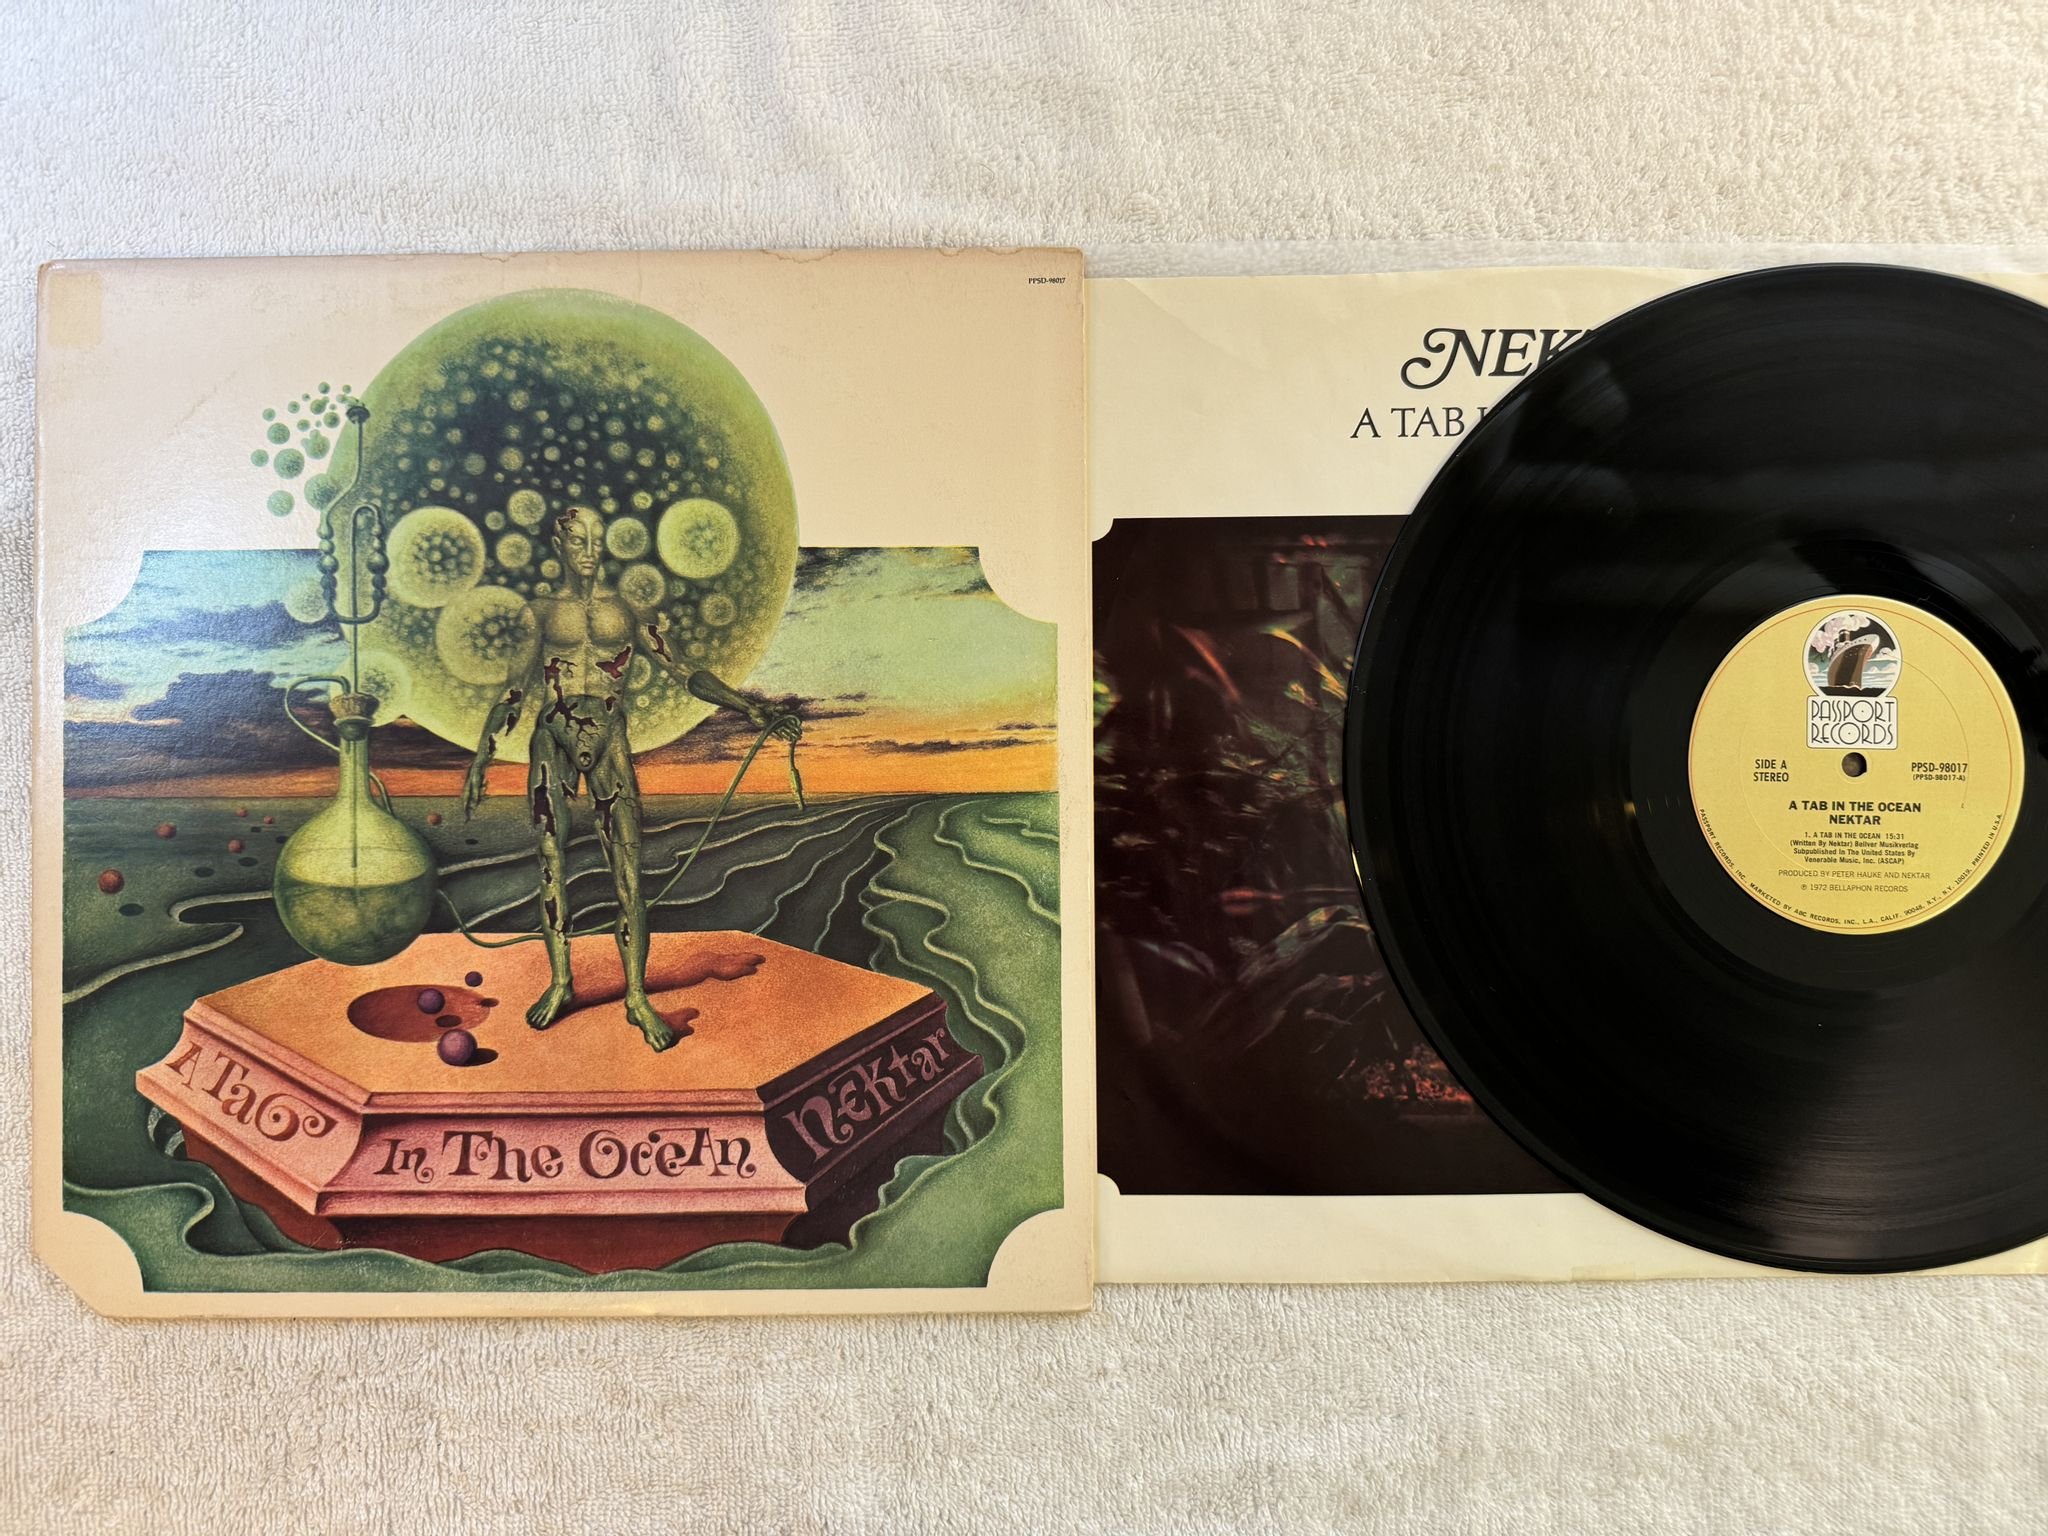 PPSD-98017
A Tab
In The Ocean
Nektar
NEK
A TAB
PASSPORT
RECORDS
SIDE A
STEREO
PPSD-98017
(PPSD-98017-A)
A TAB IN THE OCEAN
NEKTAR
1. A TAB IN THE OCEAN 15:31
(Written By Nektar) Bellver Musikverlag
Subpublished In The United States By
Venerable Music, Inc. (ASCAP)
PRODUCED BY PETER HAUKE AND NEKTAR
℗ 1972 BELLAPHON RECORDS
PASSPORT RECORDS, INC., MARKETED BY ABC RECORDS, INC., L.A., CALIF. 90048, N.Y., N.Y. 10019. PRINTED IN U.S.A.